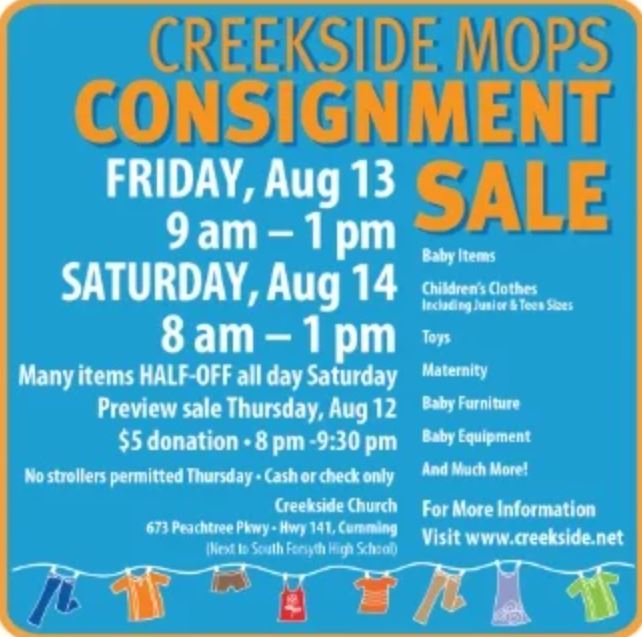 CREEKSIDE MOPS
CONSIGNMENT
SALE
FRIDAY, Aug 13
9 am – 1 pm
SATURDAY, Aug 14
8 am – 1 pm
Many items HALF-OFF all day Saturday
Preview sale Thursday, Aug 12
$5 donation • 8 pm -9:30 pm
No strollers permitted Thursday • Cash or check only
Creekside Church
673 Peachtree Pkwy • Hwy 141, Cumming
(Next to South Forsyth High School)
Baby Items
Children's Clothes
Including Junior & Teen Sizes
Toys
Maternity
Baby Furniture
Baby Equipment
And Much More!
For More Information
Visit www.creekside.net